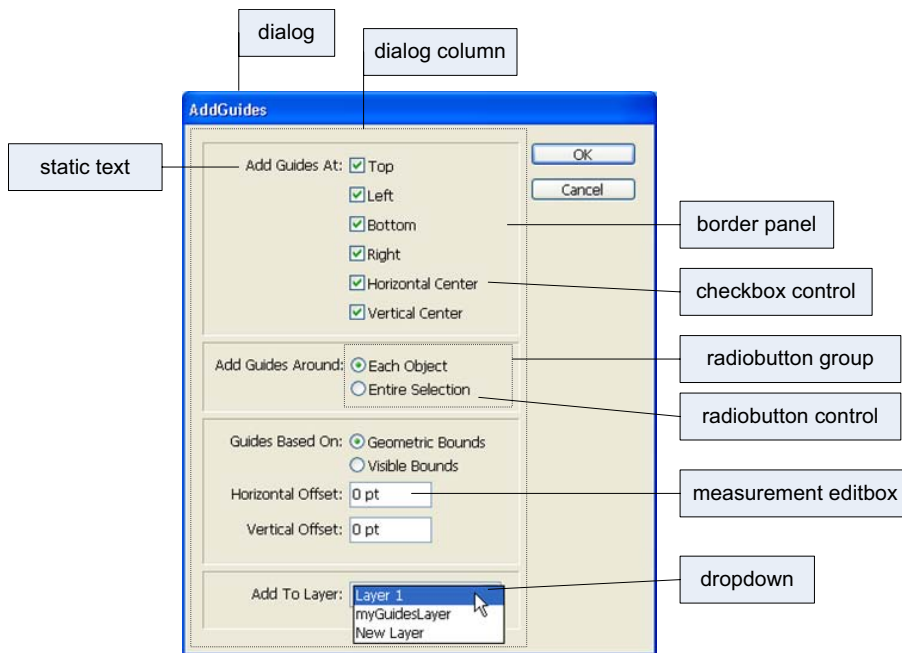 dialog
dialog column
AddGuides
static text
Add Guides At: Top
Left
Bottom
Right
Horizontal Center
Vertical Center
OK
Cancel
border panel
checkbox control
Add Guides Around: Each Object
Entire Selection
radiobutton group
radiobutton control
Guides Based On: Geometric Bounds
Visible Bounds
Horizontal Offset: 0 pt
Vertical Offset: 0 pt
measurement editbox
Add To Layer: Layer 1
myGuidesLayer
New Layer
dropdown